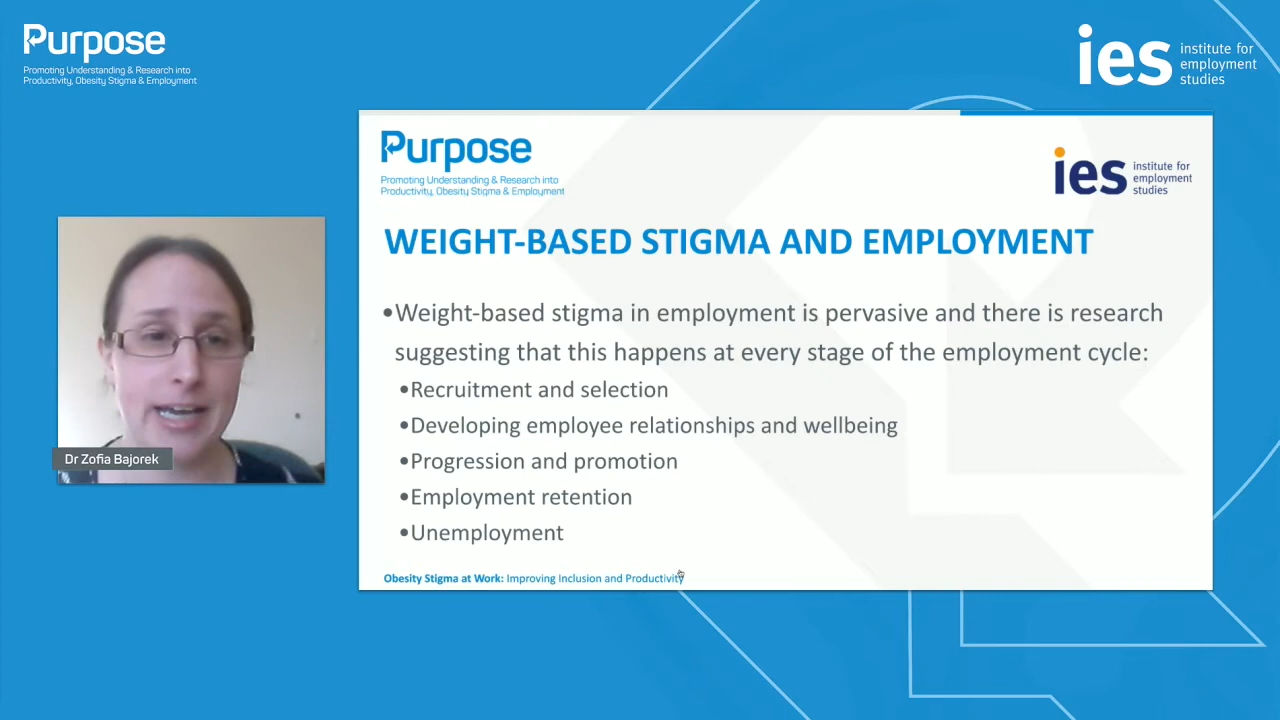 Purpose
Promoting Understanding & Research into
Productivity, Obesity Stigma & Employment
ies institute for
employment
studies
Purpose
Promoting Understanding & Research into
Productivity, Obesity Stigma & Employment
ies institute for
employment
studies
WEIGHT-BASED STIGMA AND EMPLOYMENT
•Weight-based stigma in employment is pervasive and there is research
suggesting that this happens at every stage of the employment cycle:
•Recruitment and selection
•Developing employee relationships and wellbeing
•Progression and promotion
•Employment retention
•Unemployment
Obesity Stigma at Work: Improving Inclusion and Productivity
Dr Zofia Bajorek